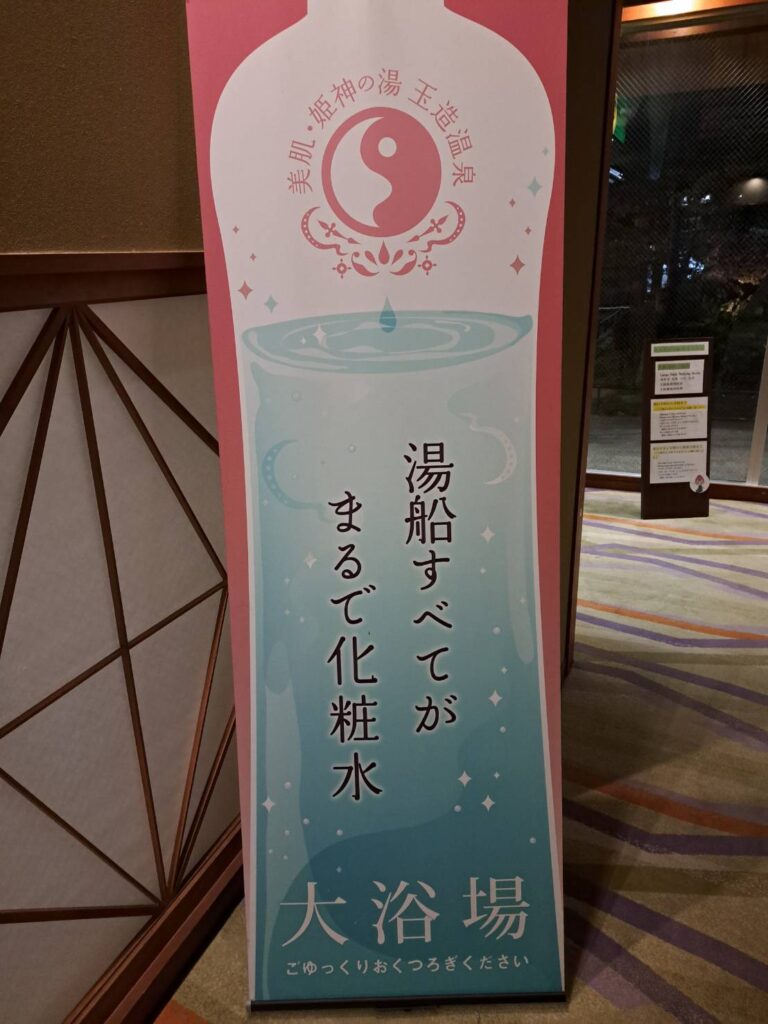 美肌・姫神の湯 玉造温泉
湯船すべてが
まるで化粧水
大浴場
ごゆっくりおくつろぎください